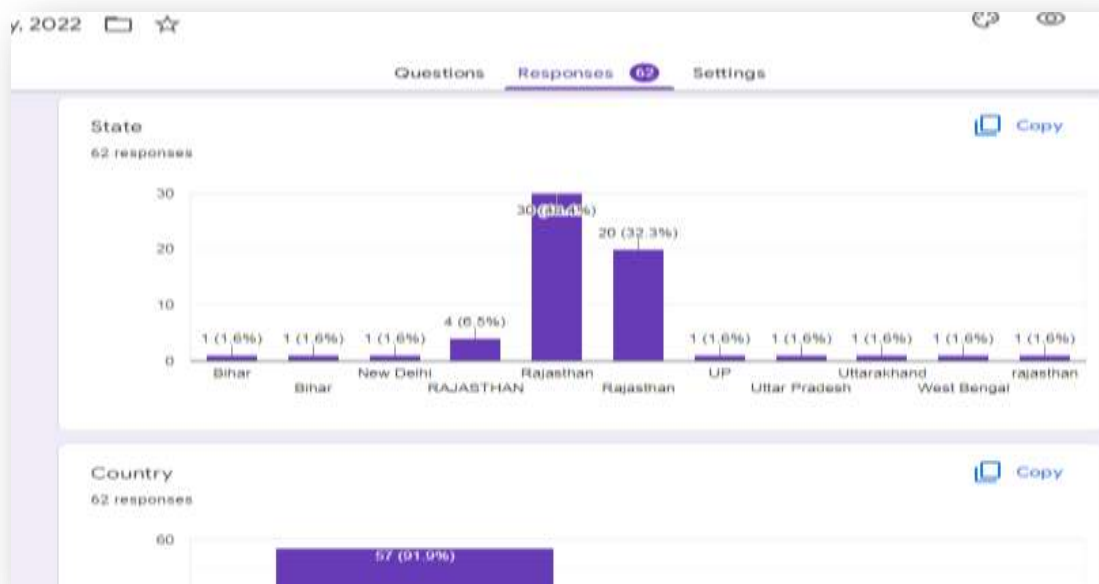 y, 2022
Questions Responses 62 Settings
State
Copy
62 responses
30
20
10
0
1 (1.6%)
1 (1.6%)
1 (1.6%)
4 (6.5%)
30
20 (32.3%)
1 (1.6%)
1 (1.6%)
1 (1.6%)
1 (1.6%)
1 (1.6%)
Bihar
Bihar
New Delhi
RAJASTHAN
Rajasthan
Rajasthan
UP
Uttar Pradesh
Uttarakhand
West Bengal
rajasthan
Country
Copy
62 responses
60
57 (91.9%)